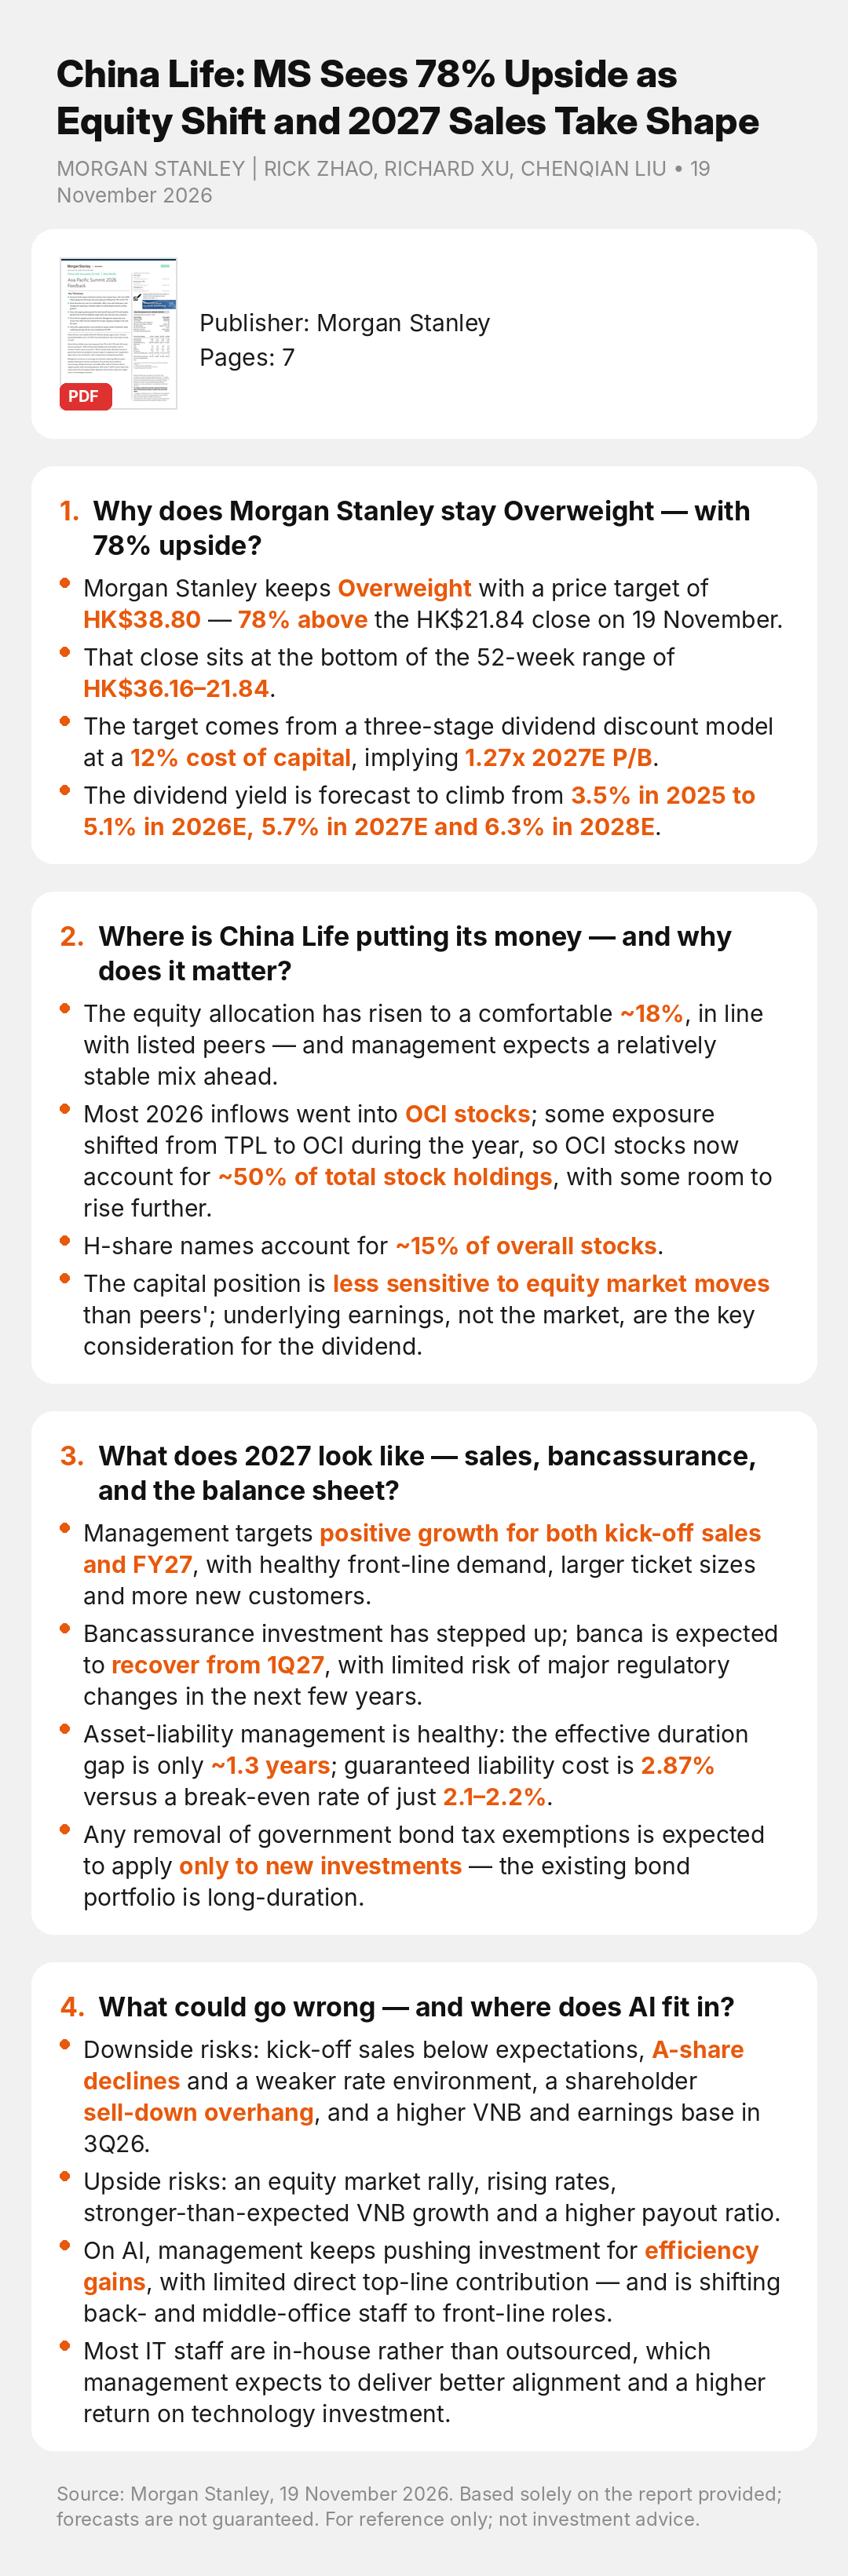 China Life: MS Sees 78% Upside as
Equity Shift and 2027 Sales Take Shape
MORGAN STANLEY | RICK ZHAO, RICHARD XU, CHENQIAN LIU • 19
November 2026
Morgan Stanley
Asia Pacific Summit 2026
Feedback
PDF
Publisher: Morgan Stanley
Pages: 7
1. Why does Morgan Stanley stay Overweight — with
78% upside?
• Morgan Stanley keeps Overweight with a price target of
HK$38.80 — 78% above the HK$21.84 close on 19 November.
• That close sits at the bottom of the 52-week range of
HK$36.16–21.84.
• The target comes from a three-stage dividend discount model
at a 12% cost of capital, implying 1.27x 2027E P/B.
• The dividend yield is forecast to climb from 3.5% in 2025 to
5.1% in 2026E, 5.7% in 2027E and 6.3% in 2028E.
2. Where is China Life putting its money — and why
does it matter?
• The equity allocation has risen to a comfortable ~18%, in line
with listed peers — and management expects a relatively
stable mix ahead.
• Most 2026 inflows went into OCI stocks; some exposure
shifted from TPL to OCI during the year, so OCI stocks now
account for ~50% of total stock holdings, with some room to
rise further.
• H-share names account for ~15% of overall stocks.
• The capital position is less sensitive to equity market moves
than peers'; underlying earnings, not the market, are the key
consideration for the dividend.
3. What does 2027 look like — sales, bancassurance,
and the balance sheet?
• Management targets positive growth for both kick-off sales
and FY27, with healthy front-line demand, larger ticket sizes
and more new customers.
• Bancassurance investment has stepped up; banca is expected
to recover from 1Q27, with limited risk of major regulatory
changes in the next few years.
• Asset-liability management is healthy: the effective duration
gap is only ~1.3 years; guaranteed liability cost is 2.87%
versus a break-even rate of just 2.1–2.2%.
• Any removal of government bond tax exemptions is expected
to apply only to new investments — the existing bond
portfolio is long-duration.
4. What could go wrong — and where does AI fit in?
• Downside risks: kick-off sales below expectations, A-share
declines and a weaker rate environment, a shareholder
sell-down overhang, and a higher VNB and earnings base in
3Q26.
• Upside risks: an equity market rally, rising rates,
stronger-than-expected VNB growth and a higher payout ratio.
• On AI, management keeps pushing investment for efficiency
gains, with limited direct top-line contribution — and is shifting
back- and middle-office staff to front-line roles.
• Most IT staff are in-house rather than outsourced, which
management expects to deliver better alignment and a higher
return on technology investment.
Source: Morgan Stanley, 19 November 2026. Based solely on the report provided;
forecasts are not guaranteed. For reference only; not investment advice.